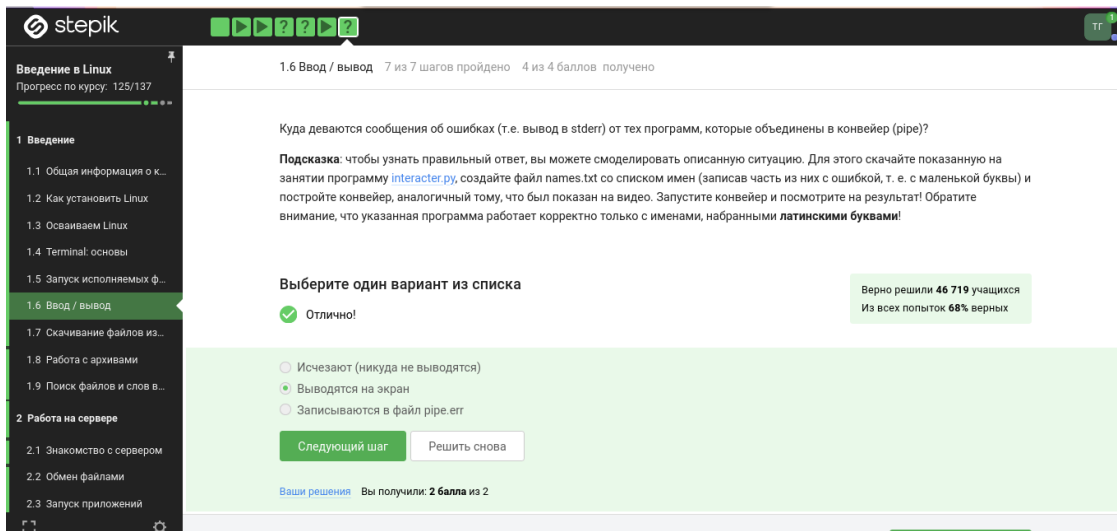 stepik
ТГ
1
Введение в Linux
Прогресс по курсу: 125/137
1 Введение
1.1 Общая информация о к...
1.2 Как установить Linux
1.3 Осваиваем Linux
1.4 Terminal: основы
1.5 Запуск исполняемых ф...
1.6 Ввод / вывод
1.7 Скачивание файлов из...
1.8 Работа с архивами
1.9 Поиск файлов и слов в...
2 Работа на сервере
2.1 Знакомство с сервером
2.2 Обмен файлами
2.3 Запуск приложений
1.6 Ввод / вывод 7 из 7 шагов пройдено 4 из 4 баллов получено
Куда деваются сообщения об ошибках (т.е. вывод в stderr) от тех программ, которые объединены в конвейер (pipe)?
Подсказка: чтобы узнать правильный ответ, вы можете смоделировать описанную ситуацию. Для этого скачайте показанную на
занятии программу interacter.py, создайте файл names.txt со списком имен (записав часть из них с ошибкой, т. е. с маленькой буквы) и
постройте конвейер, аналогичный тому, что был показан на видео. Запустите конвейер и посмотрите на результат! Обратите
внимание, что указанная программа работает корректно только с именами, набранными латинскими буквами!
Выберите один вариант из списка
Отлично!
Верно решили 46 719 учащихся
Из всех попыток 68% верных
Исчезают (никуда не выводятся)
Выводятся на экран
Записываются в файл pipe.err
Следующий шаг
Решить снова
Ваши решения Вы получили: 2 балла из 2